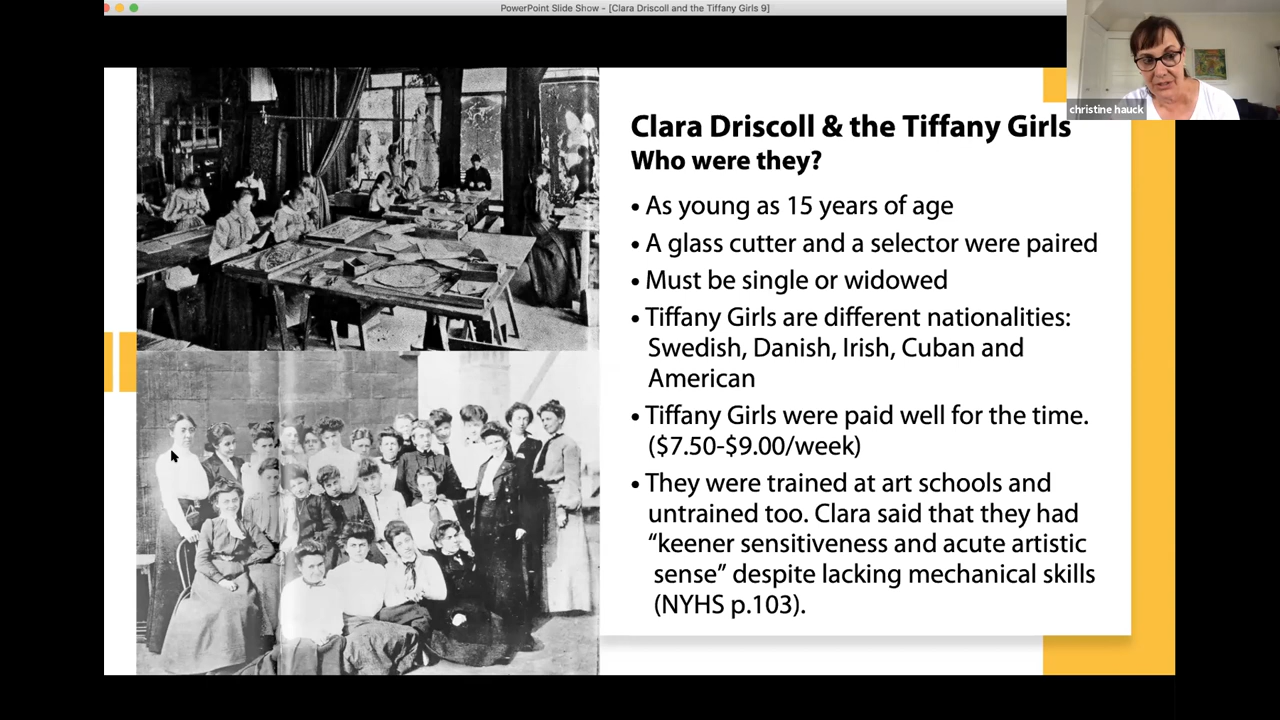 PowerPoint Slide Show - [Clara Driscoll and the Tiffany Girls 9]
christine hauck
Clara Driscoll & the Tiffany Girls
Who were they?
• As young as 15 years of age
• A glass cutter and a selector were paired
• Must be single or widowed
• Tiffany Girls are different nationalities:
Swedish, Danish, Irish, Cuban and
American
• Tiffany Girls were paid well for the time.
($7.50-$9.00/week)
• They were trained at art schools and
untrained too. Clara said that they had
“keener sensitiveness and acute artistic
sense” despite lacking mechanical skills
(NYHS p.103).